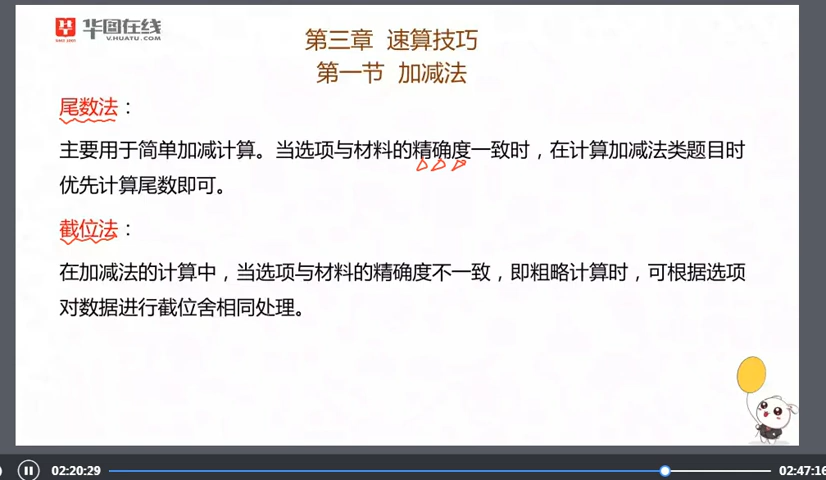 华图在线
V.HUATU.COM
第三章 速算技巧
第一节 加减法
尾数法：
主要用于简单加减计算。当选项与材料的精确度一致时，在计算加减法类题目时
优先计算尾数即可。
截位法：
在加减法的计算中，当选项与材料的精确度不一致，即粗略计算时，可根据选项
对数据进行截位舍相同处理。
02:20:29
02:47:16